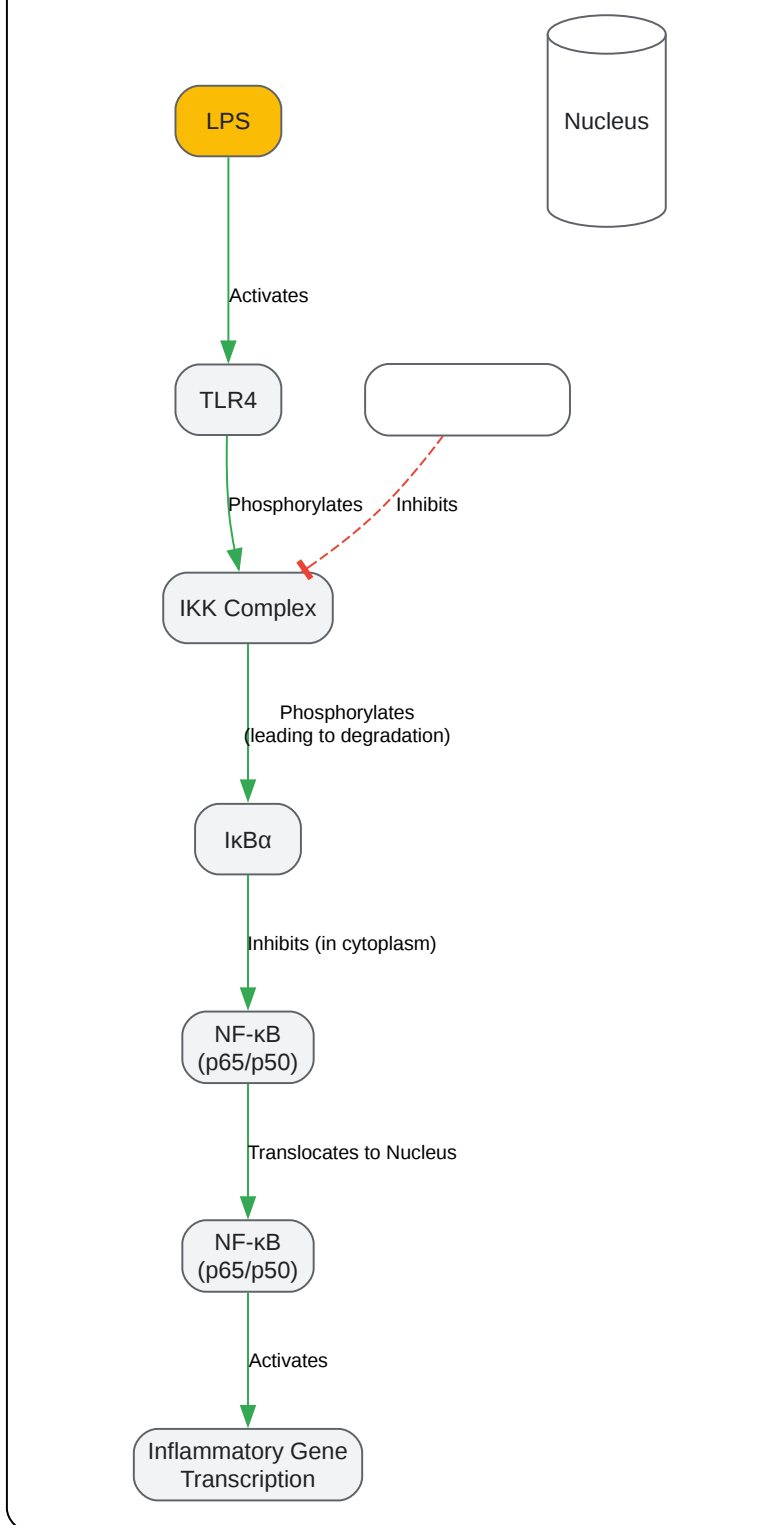 LPS
Nucleus
Activates
TLR4
Phosphorylates
Inhibits
IKK Complex
Phosphorylates
(leading to degradation)
IκBα
Inhibits (in cytoplasm)
NF-κB
(p65/p50)
Translocates to Nucleus
NF-κB
(p65/p50)
Activates
Inflammatory Gene
Transcription